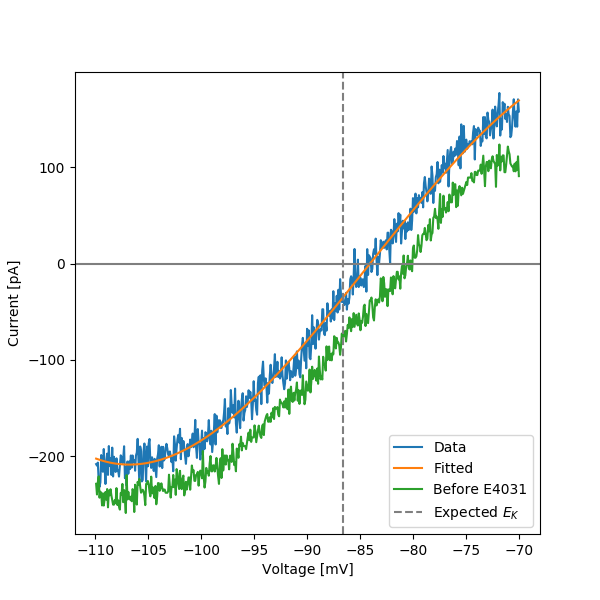 Current [pA]
100
0
−100
−200
−110 −105 −100 −95 −90 −85 −80 −75 −70
Voltage [mV]
Data
Fitted
Before E4031
Expected E_K